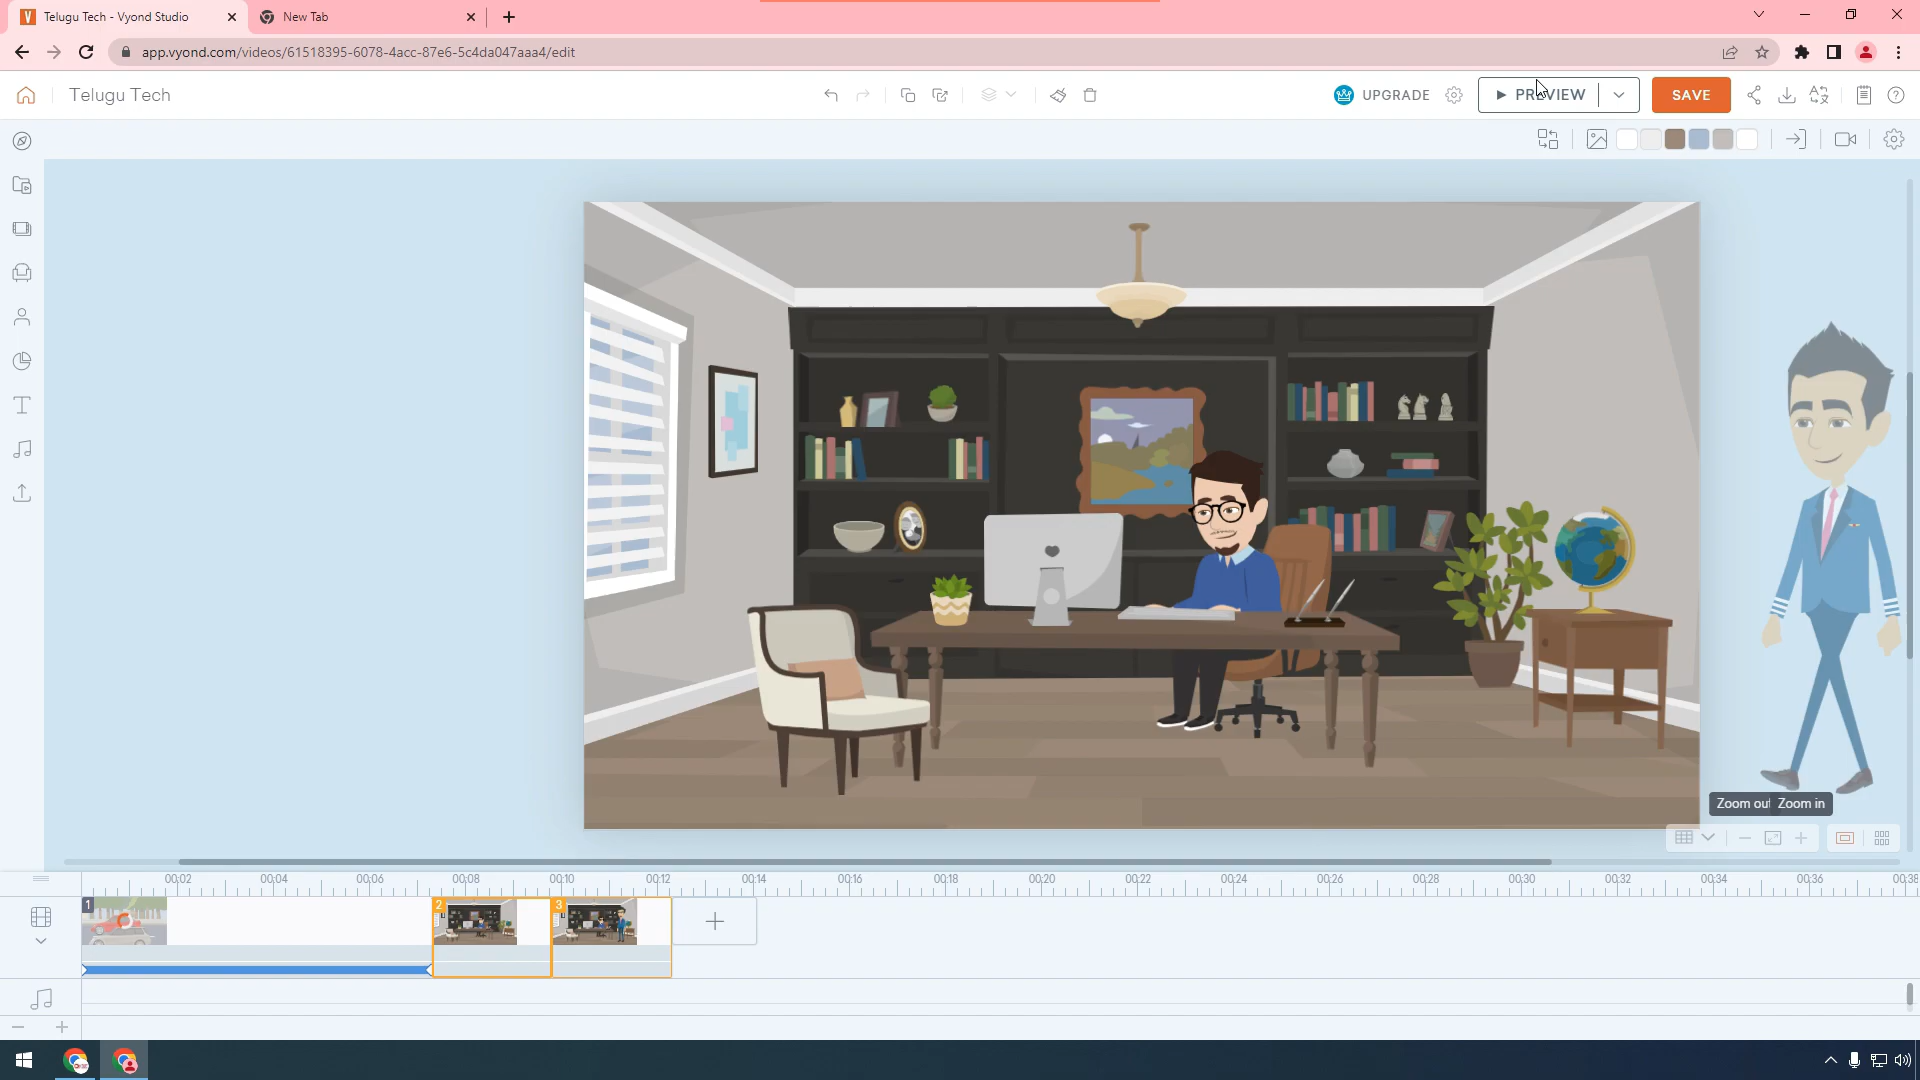 Telugu Tech - Vyond Studio
New Tab
app.vyond.com/videos/61518395-6078-4acc-87e6-5c4da047aaa4/edit
Telugu Tech
UPGRADE
PREVIEW
SAVE
Zoom out
Zoom in
00:02 00:04 00:06 00:08 00:10 00:12 00:14 00:16 00:18 00:20 00:22 00:24 00:26 00:28 00:30 00:32 00:34 00:36 00:38
1 2 3